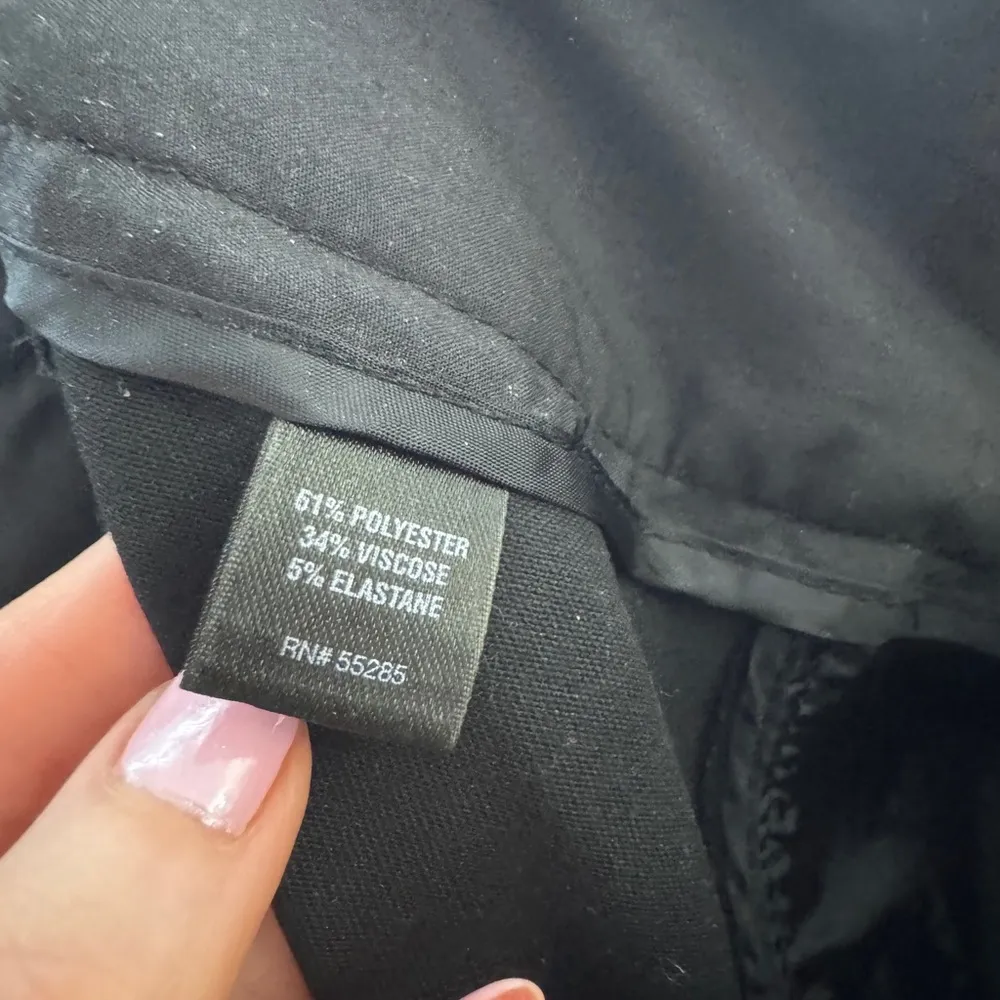 61% POLYESTER
34% VISCOSE
5% ELASTANE
RN# 55285